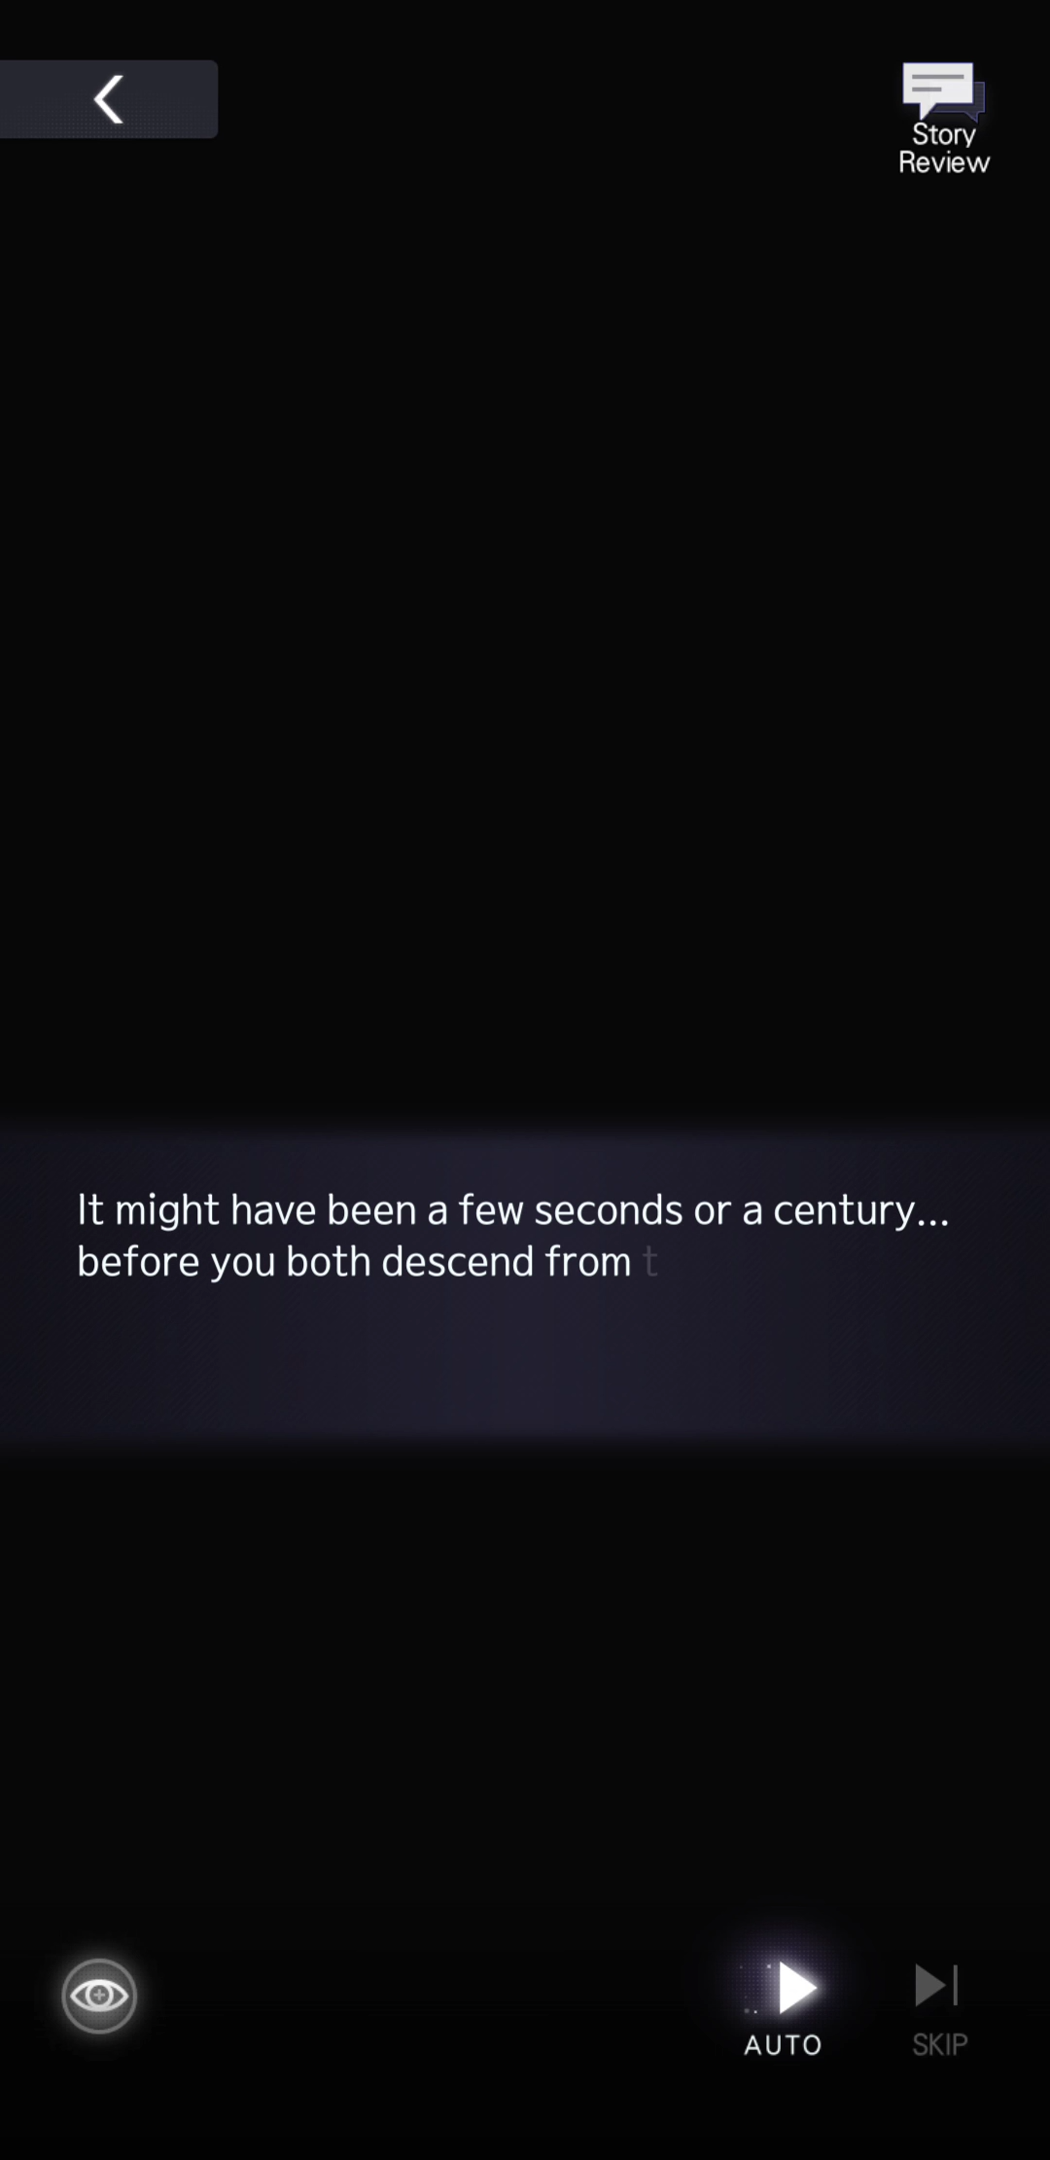 Story
Review
It might have been a few seconds or a century...
before you both descend from t
AUTO
SKIP